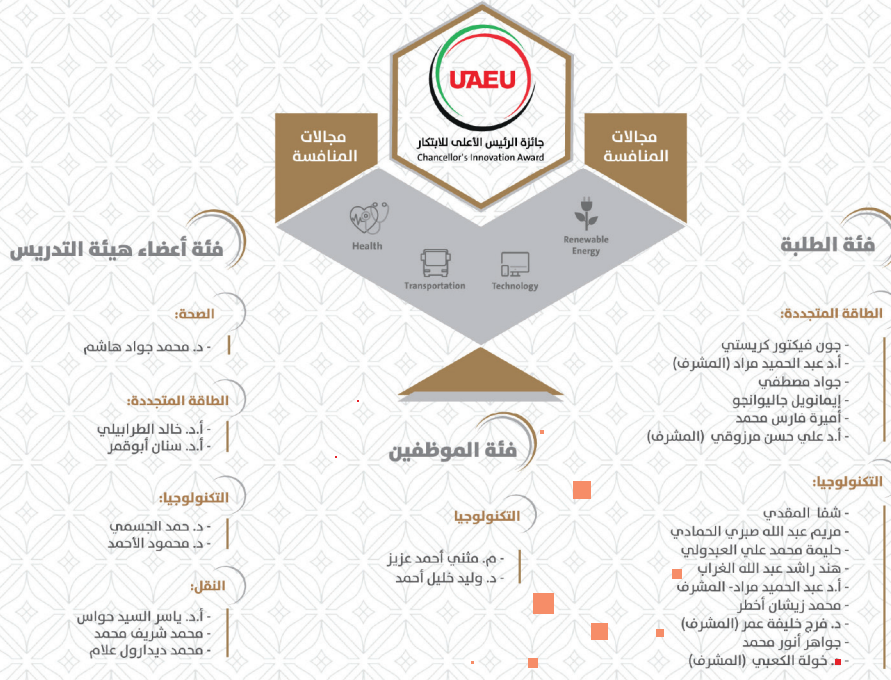 UAEU
جائزة الرئيس الأعلى للابتكار
Chancellor's Innovation Award
مجالات
المنافسة
مجالات
المنافسة
Health
Transportation
Technology
Renewable
Energy
فئة الطلبة
الطاقة المتجددة:
- جون فيكتور كريستي
- أ.د عبد الحميد مراد (المشرف)
- جواد مصطفي
- إيمانويل جاليوانجو
- أميرة فارس محمد
- أ.د علي حسن مرزوقي (المشرف)
التكنولوجيا:
- شفا المقدي
- مريم عبد الله صبري الحمادي
- حليمة محمد علي العبدولي
- هند راشد عبد الله الغراب
- أ.د عبد الحميد مراد- المشرف
- محمد زيشان أخطر
- د. فرج خليفة عمر (المشرف)
- جواهر أنور محمد
- خولة الكعبي (المشرف)
فئة الموظفين
التكنولوجيا
- م. مثنى أحمد عزيز
- د. وليد خليل أحمد
فئة أعضاء هيئة التدريس
الصحة:
- د. محمد جواد هاشم
الطاقة المتجددة:
- أ.د. خالد الطرابيلي
- أ.د. سنان أبوقمر
التكنولوجيا:
- د. حمد الجسمي
- د. محمود الأحمد
النقل:
- أ.د. ياسر السيد حواس
- محمد شريف محمد
- محمد ديدارول علام